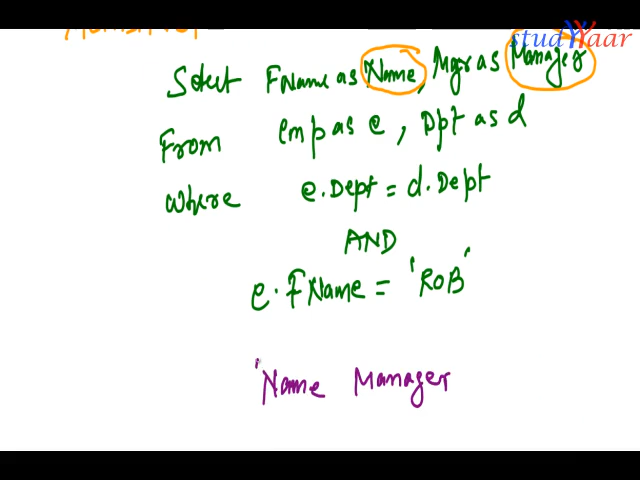 studYYaar
Select FName as Name, Mgr as Manager
From Emp as e, Dpt as d
where e.Dept = d.Dept
AND
e.FName = 'ROB'
'Name Manager